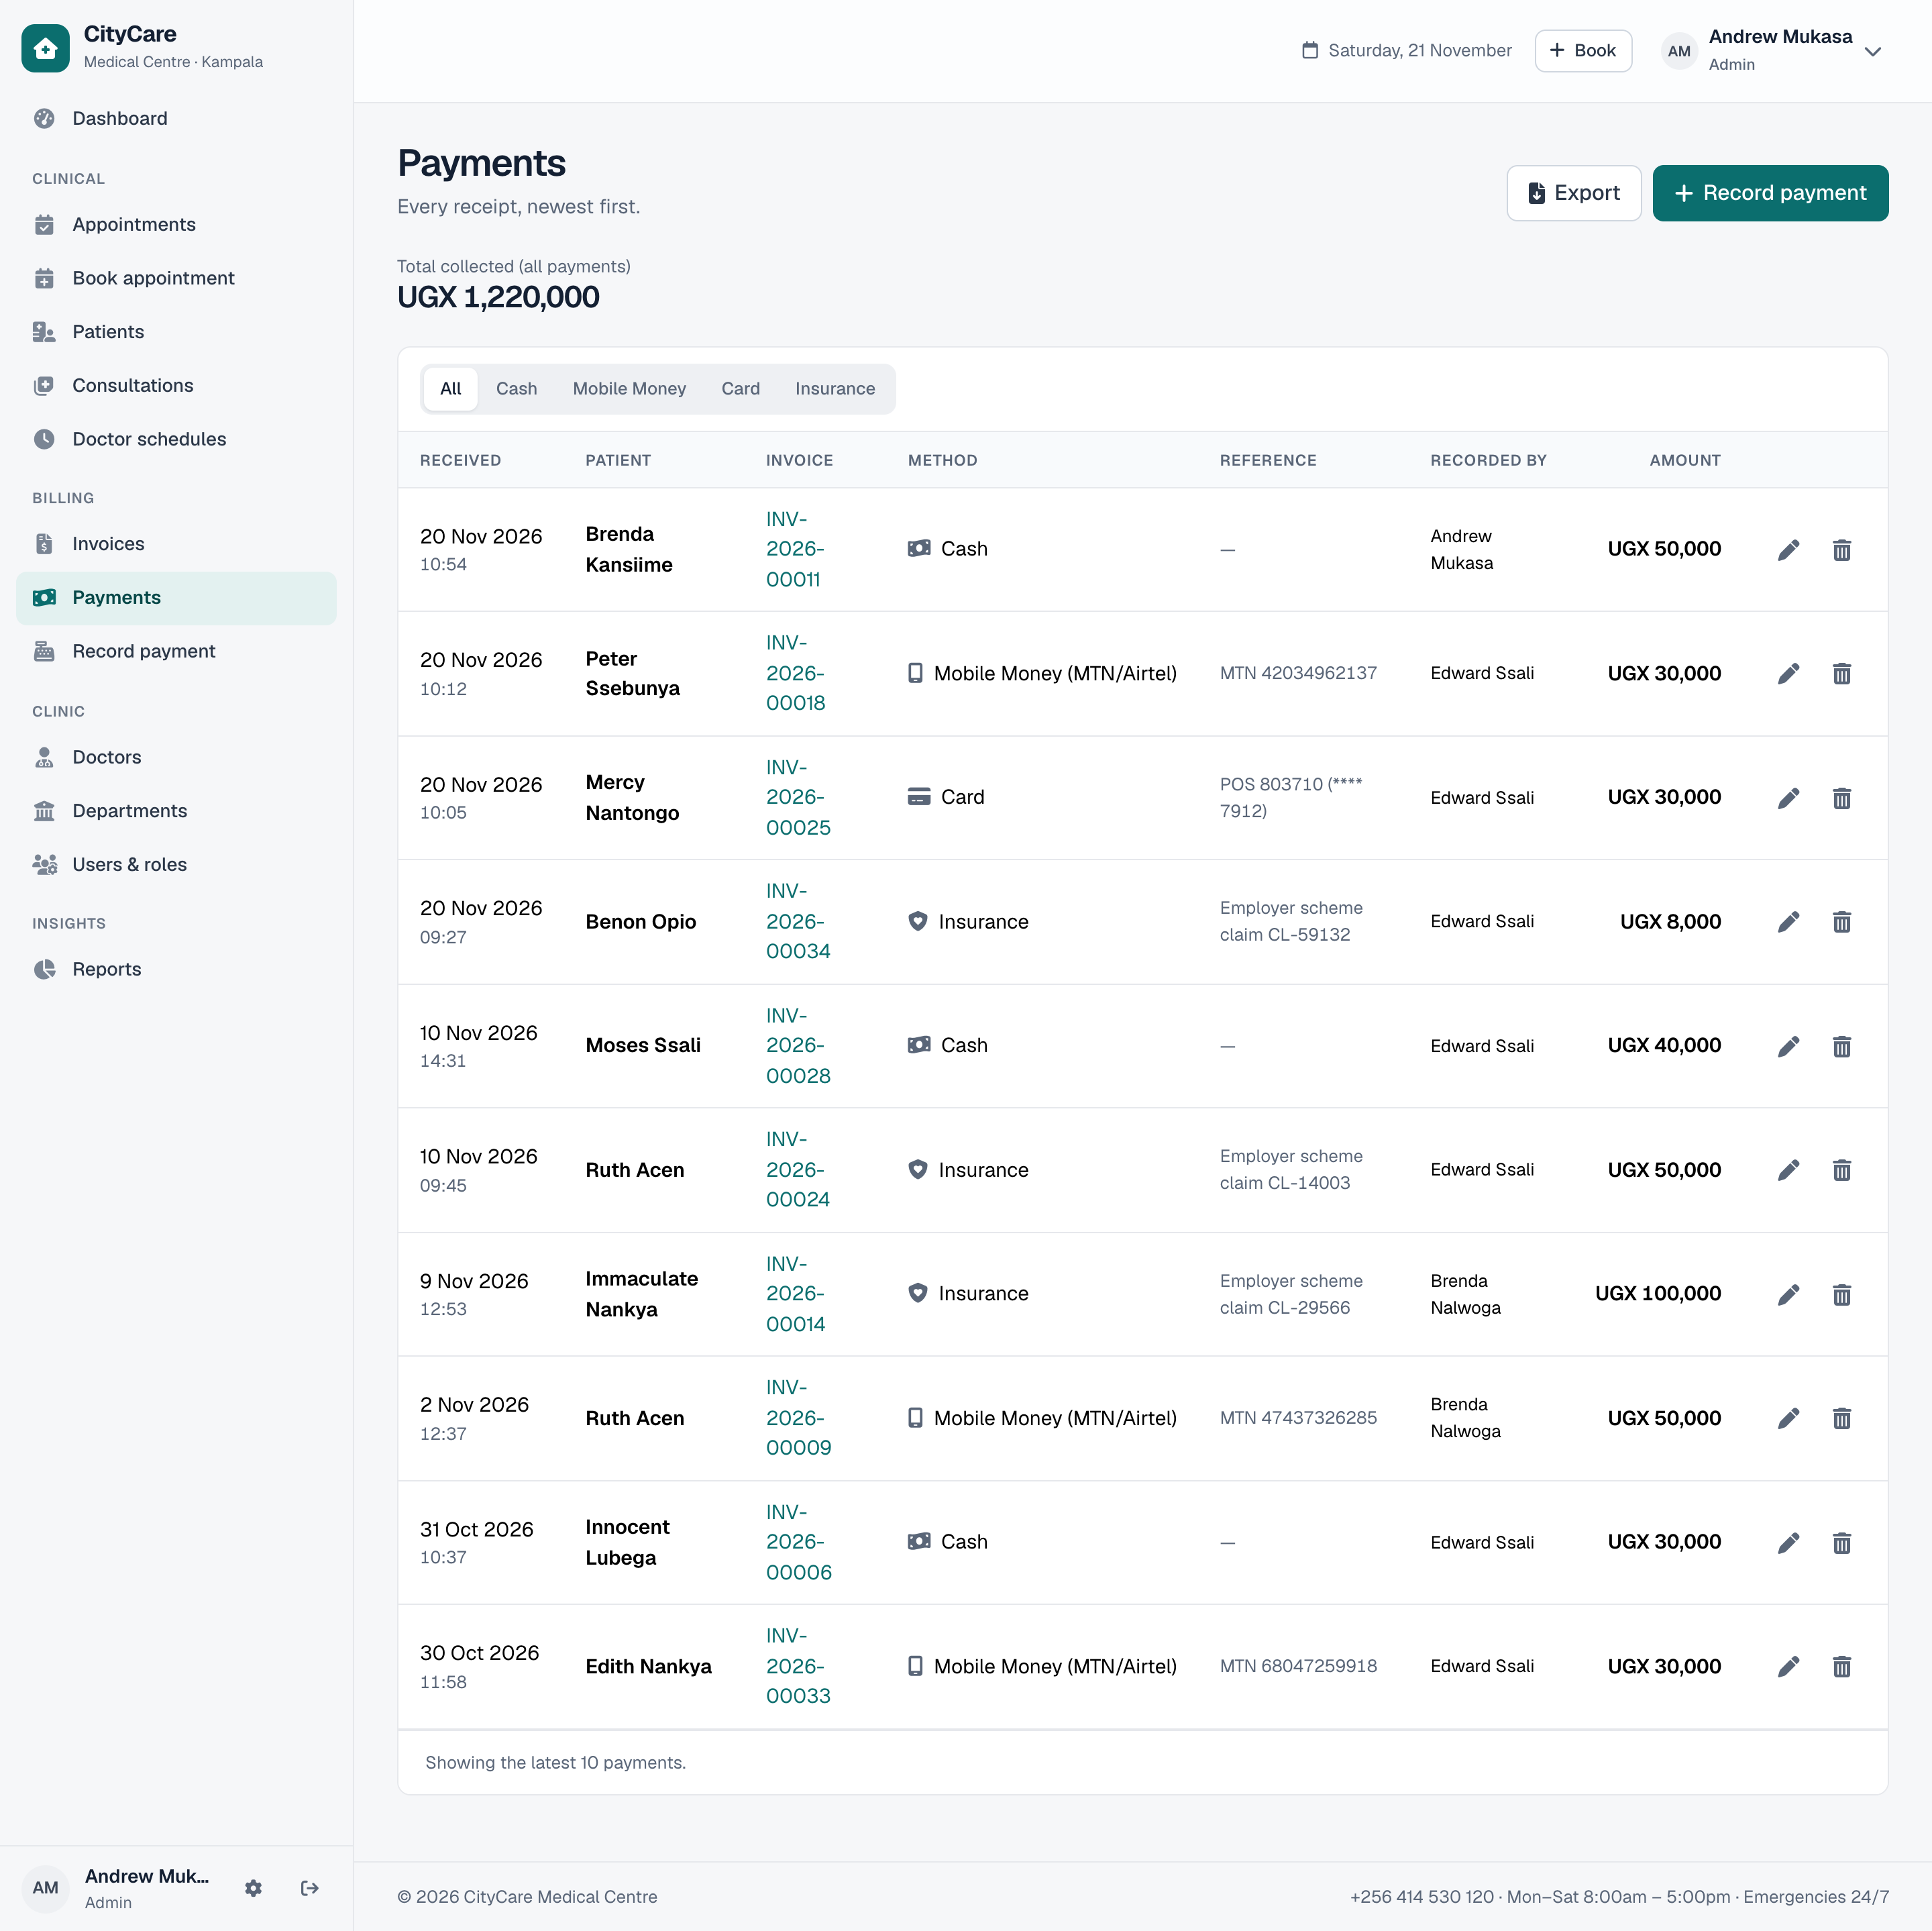 CityCare
Medical Centre · Kampala
Dashboard
CLINICAL
Appointments
Book appointment
Patients
Consultations
Doctor schedules
BILLING
Invoices
Payments
Record payment
CLINIC
Doctors
Departments
Users & roles
INSIGHTS
Reports
AM
Andrew Muk...
Admin
Saturday, 21 November
+ Book
AM
Andrew Mukasa
Admin
Payments
Every receipt, newest first.
Export
+ Record payment
Total collected (all payments)
UGX 1,220,000
All Cash Mobile Money Card Insurance
RECEIVED PATIENT INVOICE METHOD REFERENCE RECORDED BY AMOUNT
20 Nov 2026
10:54
Brenda
Kansiime
INV-
2026-
00011
Cash
—
Andrew
Mukasa
UGX 50,000
20 Nov 2026
10:12
Peter
Ssebunya
INV-
2026-
00018
Mobile Money (MTN/Airtel)
MTN 42034962137
Edward Ssali
UGX 30,000
20 Nov 2026
10:05
Mercy
Nantongo
INV-
2026-
00025
Card
POS 803710 (****
7912)
Edward Ssali
UGX 30,000
20 Nov 2026
09:27
Benon Opio
INV-
2026-
00034
Insurance
Employer scheme
claim CL-59132
Edward Ssali
UGX 8,000
10 Nov 2026
14:31
Moses Ssali
INV-
2026-
00028
Cash
—
Edward Ssali
UGX 40,000
10 Nov 2026
09:45
Ruth Acen
INV-
2026-
00024
Insurance
Employer scheme
claim CL-14003
Edward Ssali
UGX 50,000
9 Nov 2026
12:53
Immaculate
Nankya
INV-
2026-
00014
Insurance
Employer scheme
claim CL-29566
Brenda
Nalwoga
UGX 100,000
2 Nov 2026
12:37
Ruth Acen
INV-
2026-
00009
Mobile Money (MTN/Airtel)
MTN 47437326285
Brenda
Nalwoga
UGX 50,000
31 Oct 2026
10:37
Innocent
Lubega
INV-
2026-
00006
Cash
—
Edward Ssali
UGX 30,000
30 Oct 2026
11:58
Edith Nankya
INV-
2026-
00033
Mobile Money (MTN/Airtel)
MTN 68047259918
Edward Ssali
UGX 30,000
Showing the latest 10 payments.
© 2026 CityCare Medical Centre
+256 414 530 120 · Mon–Sat 8:00am – 5:00pm · Emergencies 24/7